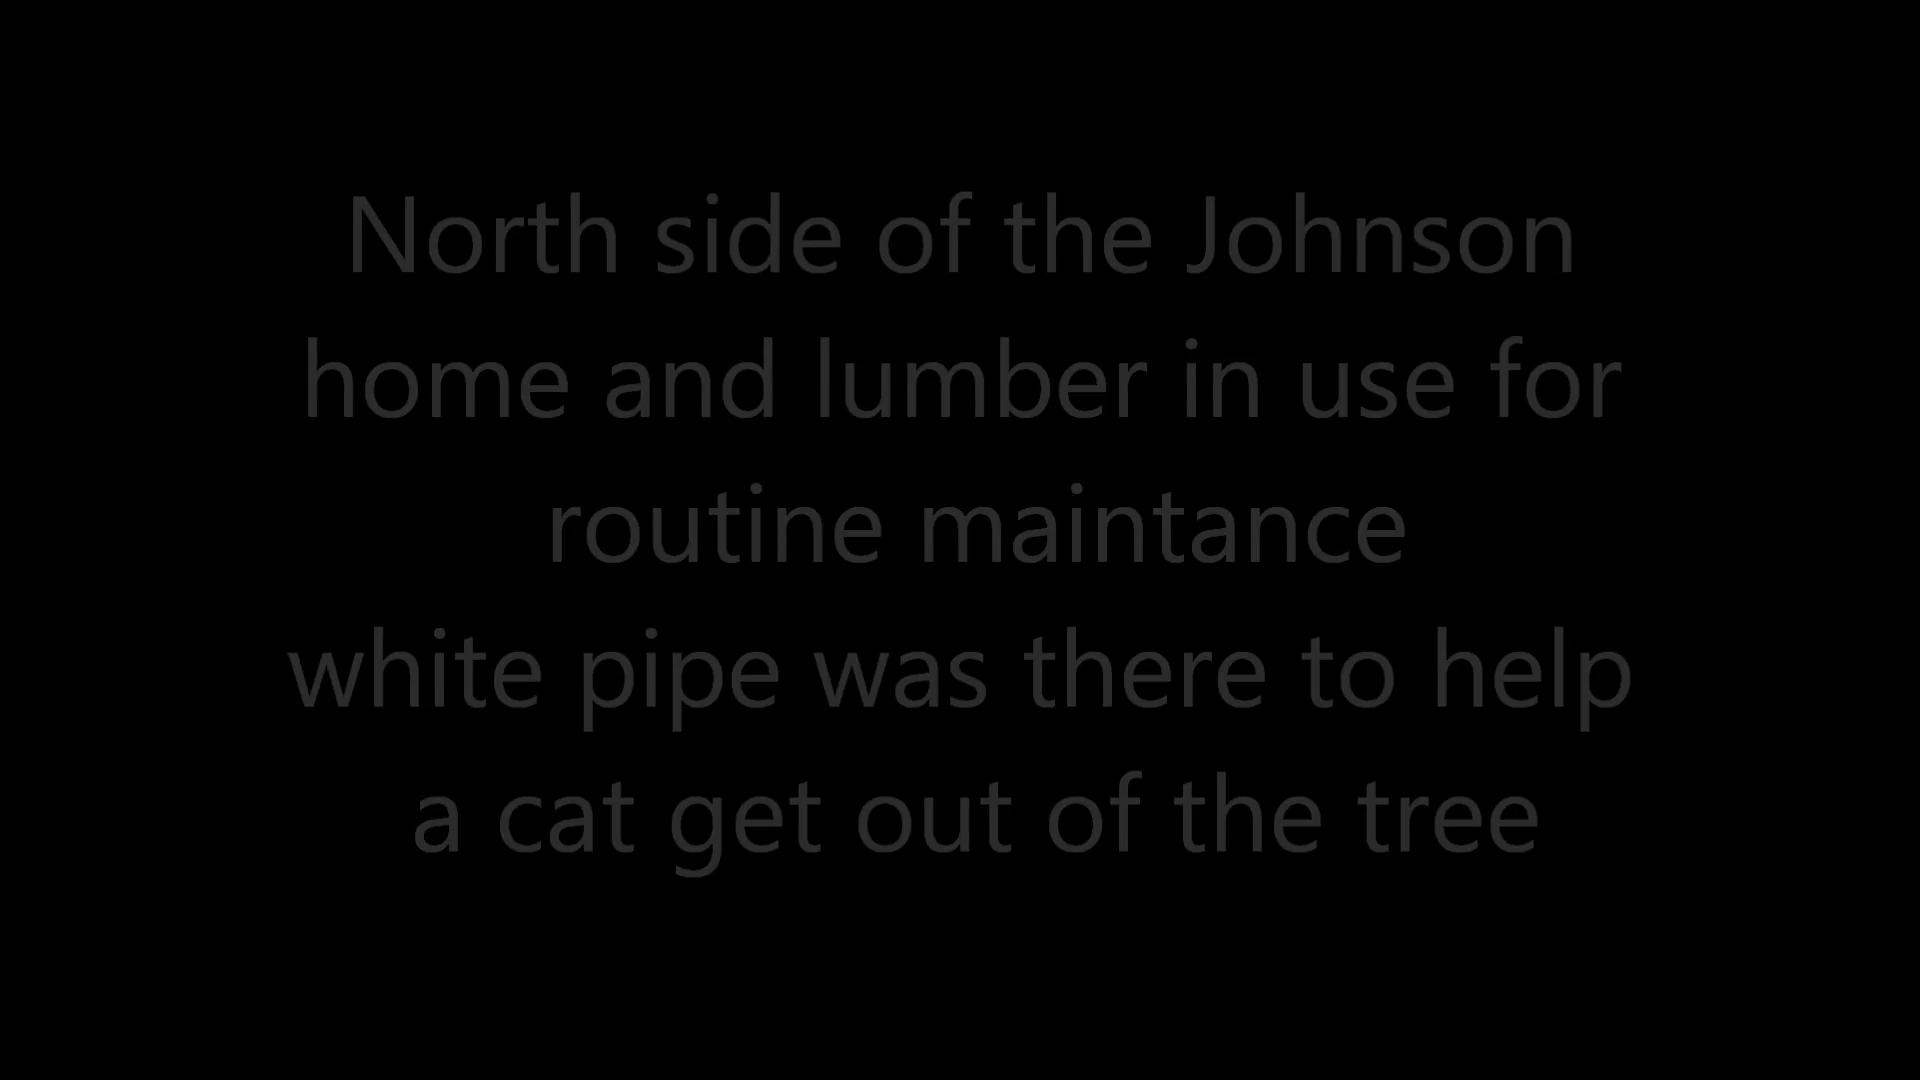 North side of the Johnson
home and lumber in use for
routine maintance
white pipe was there to help
a cat get out of the tree